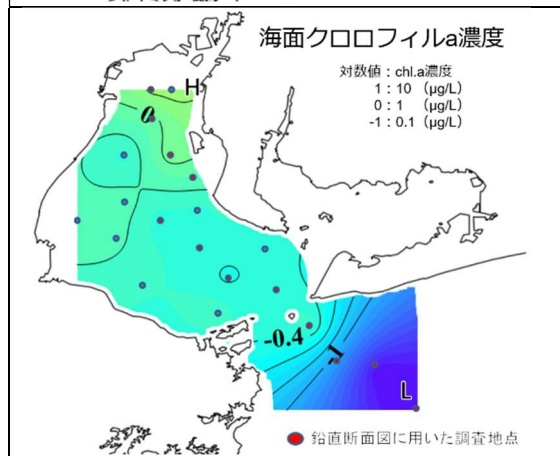 海面クロロフィルa濃度
対数値：chl.a濃度
1：10 （μg/L）
0：1 （μg/L）
-1：0.1 （μg/L）
H
0
-0.4
-1
L
鉛直断面図に用いた調査地点